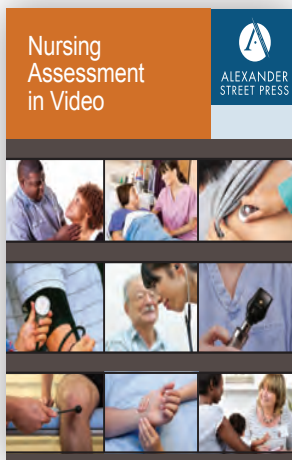 Nursing
Assessment
in Video
ALEXANDER
STREET PRESS